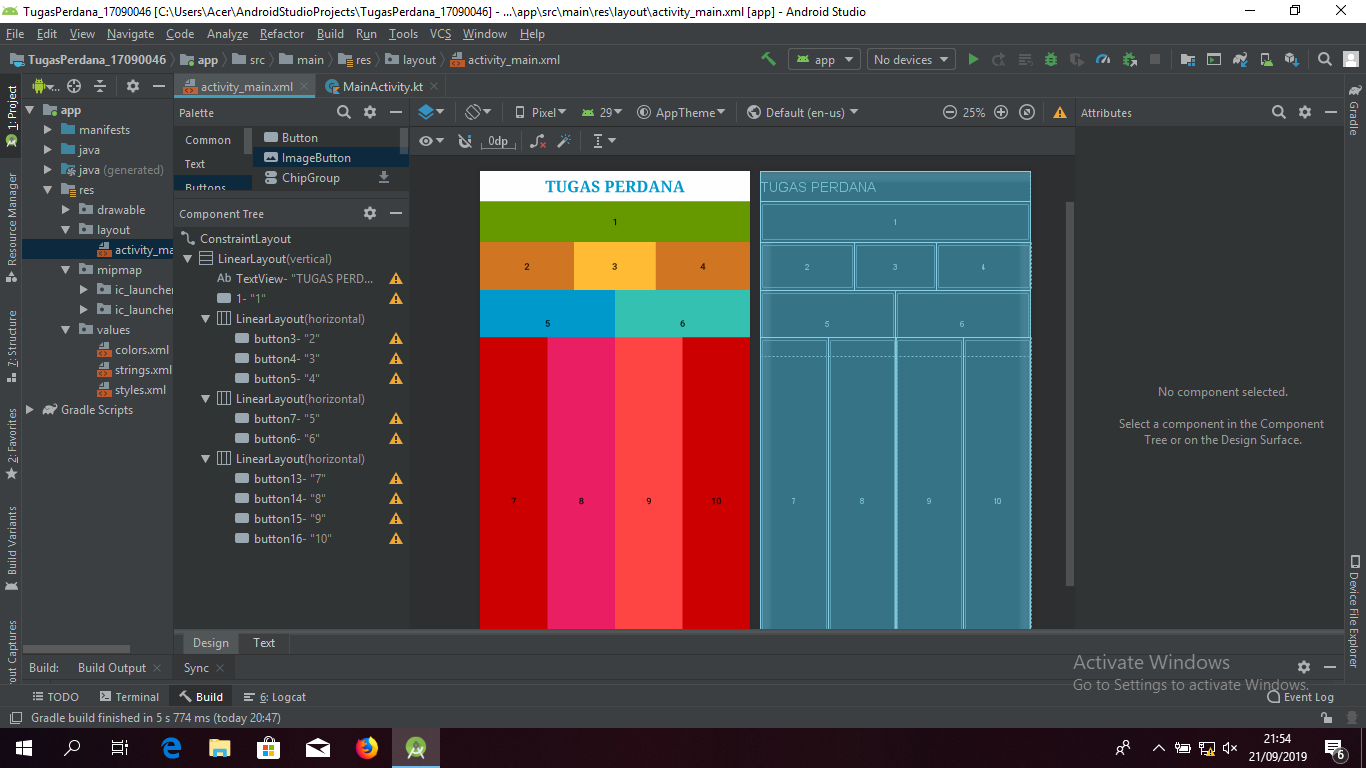 TugasPerdana_17090046 [C:\Users\Acer\AndroidStudioProjects\TugasPerdana_17090046] - ...\app\src\main\res\layout\activity_main.xml [app] - Android Studio
File Edit View Navigate Code Analyze Refactor Build Run Tools VCS Window Help
TugasPerdana_17090046 app src main res layout activity_main.xml app No devices
activity_main.xml MainActivity.kt
1: Project
Resource Manager
7: Structure
2: Favorites
Build Variants
out Captures
app
manifests
java
java (generated)
res
drawable
layout
activity_ma
mipmap
ic_launcher
ic_launcher
values
colors.xml
strings.xml
styles.xml
Gradle Scripts
Palette
Common
Text
Buttons
Button
ImageButton
ChipGroup
Component Tree
ConstraintLayout
LinearLayout(vertical)
Ab TextView- "TUGAS PERD...
1- "1"
LinearLayout(horizontal)
button3- "2"
button4- "3"
button5- "4"
LinearLayout(horizontal)
button7- "5"
button6- "6"
LinearLayout(horizontal)
button13- "7"
button14- "8"
button15- "9"
button16- "10"
Pixel 29 AppTheme Default (en-us) 25%
0dp
TUGAS PERDANA
1
2 3 4
5 6
7 8 9 10
TUGAS PERDANA
1
2 3 4
5 6
7 8 9 10
Attributes
No component selected.
Select a component in the Component
Tree or on the Design Surface.
Gradle
Device File Explorer
Design Text
Build: Build Output Sync
Activate Windows
Go to Settings to activate Windows.
TODO Terminal Build 6: Logcat Event Log
Gradle build finished in 5 s 774 ms (today 20:47)
21:54
21/09/2019
6